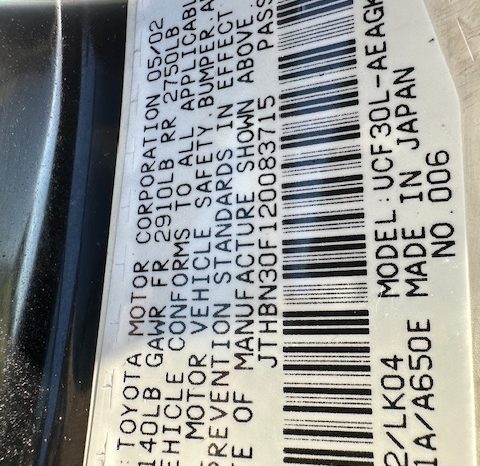 : TOYOTA MOTOR CORPORATION 05/02
140LB GAWR FR 2910LB RR 2750LB
EHICLE CONFORMS TO ALL APPLICABL
MOTOR VEHICLE SAFETY, BUMPER, A
PREVENTION STANDARDS IN EFFECT
E OF MANUFACTURE SHOWN ABOVE.
JTHBN30F120083715 PASS
2/LK04 MODEL:UCF30L-AEAGK
1A/A650E MADE IN JAPAN
NO. 006